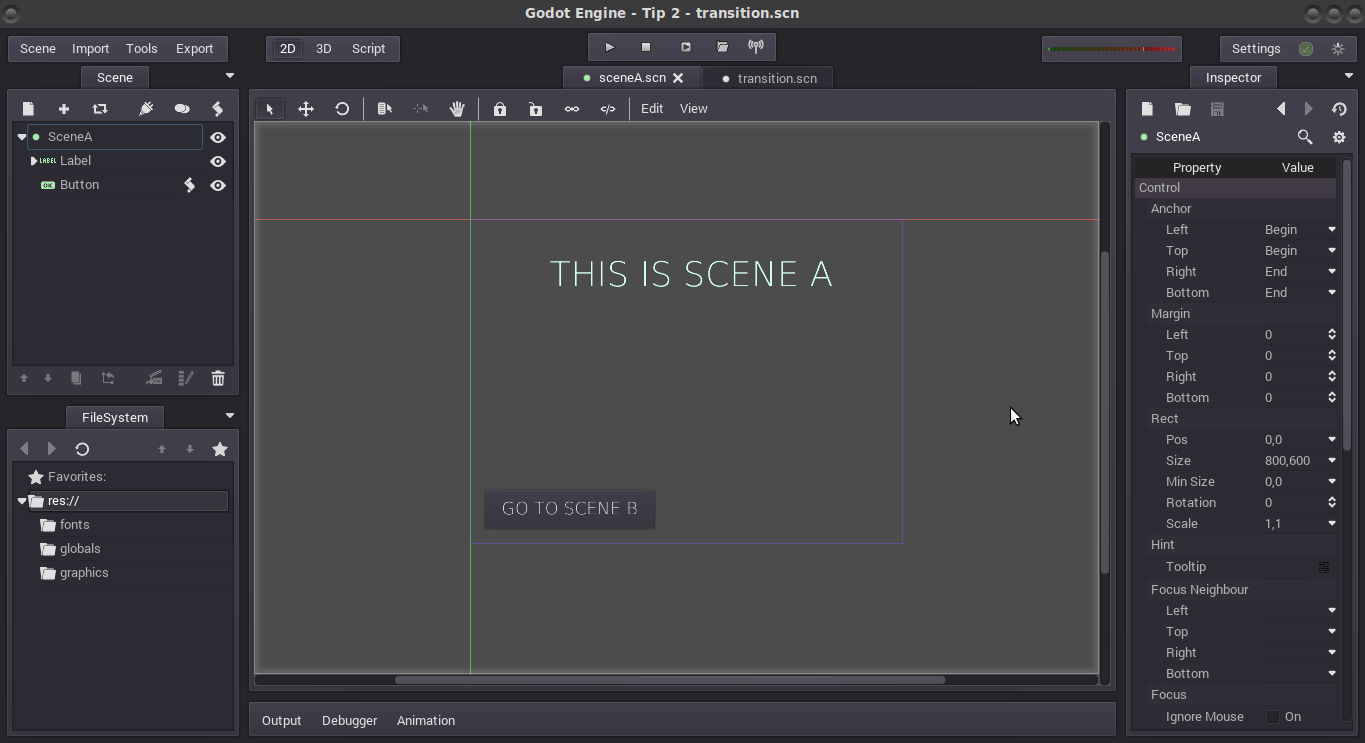 Godot Engine - Tip 2 - transition.scn
Scene Import Tools Export
2D 3D Script
Settings
Scene
sceneA.scn
transition.scn
Inspector
Edit View
SceneA
LABEL Label
OK Button
THIS IS SCENE A
GO TO SCENE B
FileSystem
Favorites:
res://
fonts
globals
graphics
Output Debugger Animation
SceneA
Property Value
Control
Anchor
Left Begin
Top Begin
Right End
Bottom End
Margin
Left 0
Top 0
Right 0
Bottom 0
Rect
Pos 0,0
Size 800,600
Min Size 0,0
Rotation 0
Scale 1,1
Hint
Tooltip
Focus Neighbour
Left
Top
Right
Bottom
Focus
Ignore Mouse On